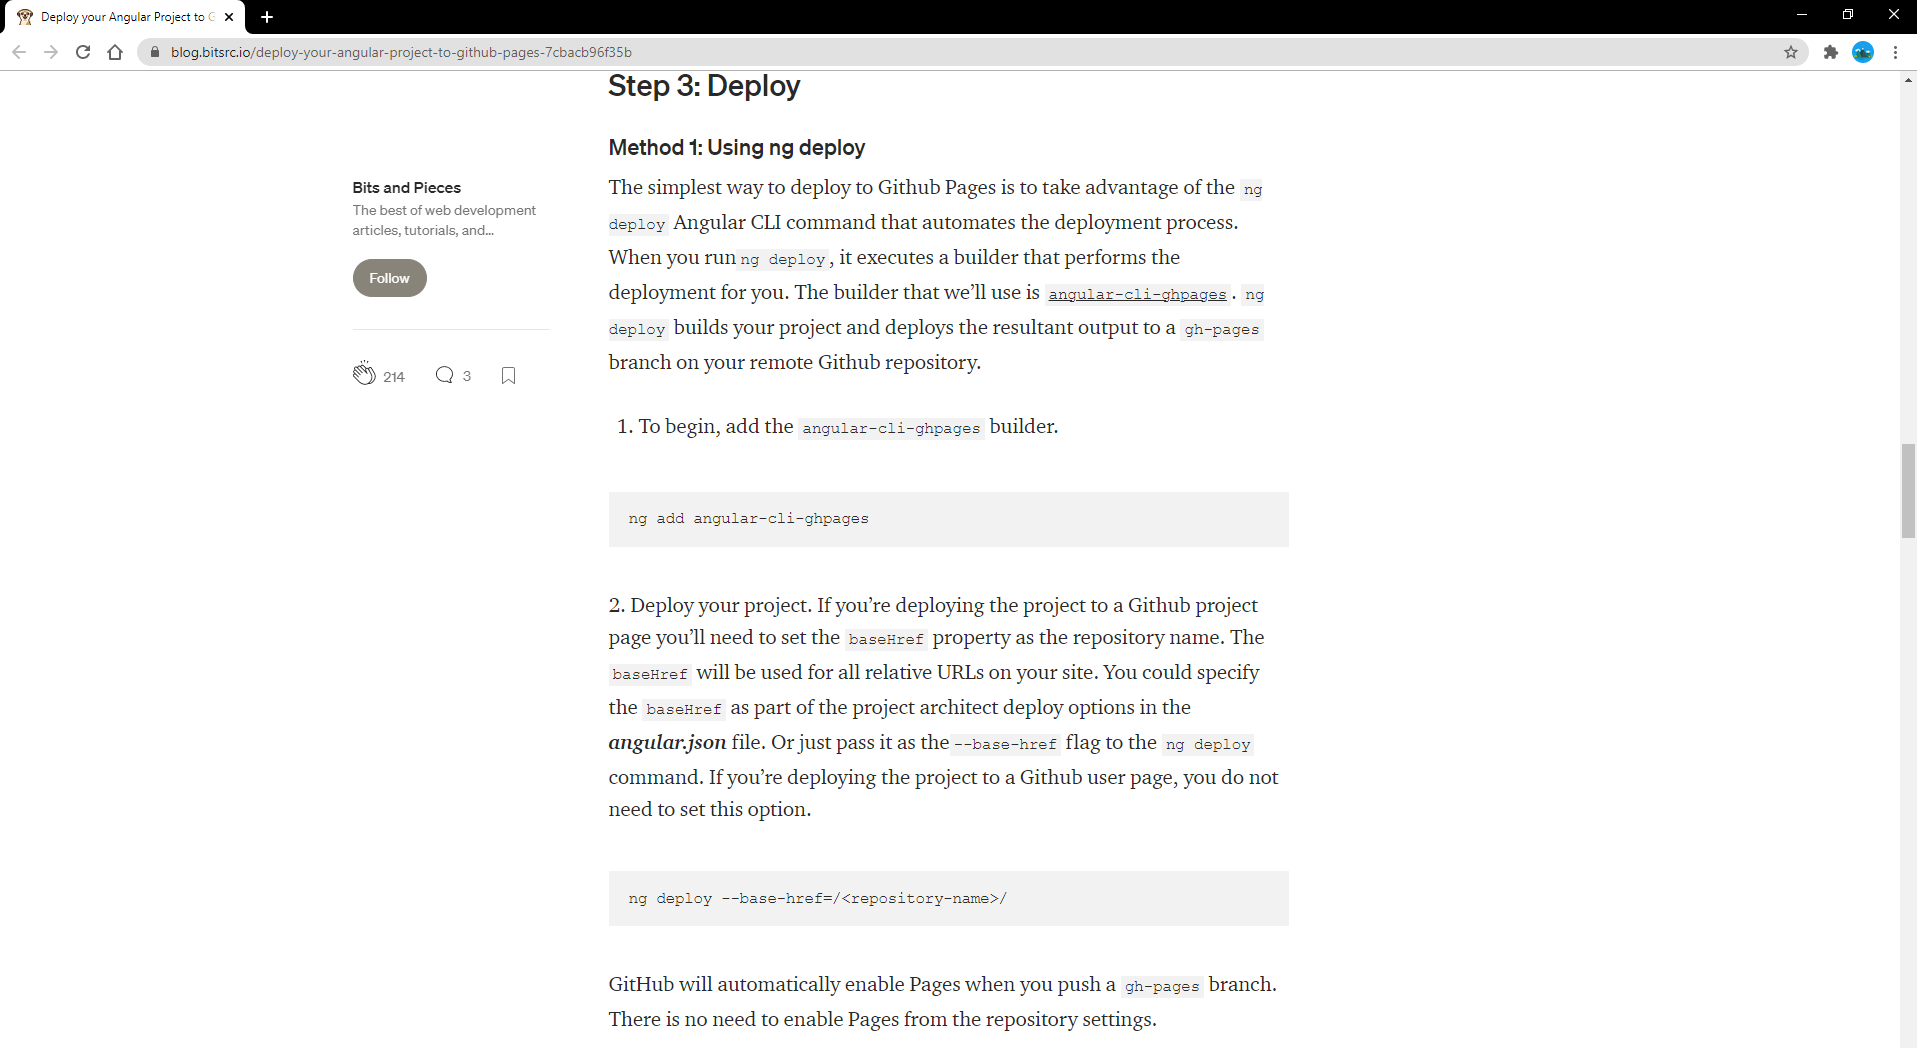 Deploy your Angular Project to G
blog.bitsrc.io/deploy-your-angular-project-to-github-pages-7cbacb96f35b
Step 3: Deploy
Method 1: Using ng deploy
Bits and Pieces
The best of web development
articles, tutorials, and...
Follow
214
3
The simplest way to deploy to Github Pages is to take advantage of the ng
deploy Angular CLI command that automates the deployment process.
When you run ng deploy, it executes a builder that performs the
deployment for you. The builder that we’ll use is angular-cli-ghpages. ng
deploy builds your project and deploys the resultant output to a gh-pages
branch on your remote Github repository.
1. To begin, add the angular-cli-ghpages builder.
ng add angular-cli-ghpages
2. Deploy your project. If you’re deploying the project to a Github project
page you’ll need to set the baseHref property as the repository name. The
baseHref will be used for all relative URLs on your site. You could specify
the baseHref as part of the project architect deploy options in the
angular.json file. Or just pass it as the --base-href flag to the ng deploy
command. If you’re deploying the project to a Github user page, you do not
need to set this option.
ng deploy --base-href=/<repository-name>/
GitHub will automatically enable Pages when you push a gh-pages branch.
There is no need to enable Pages from the repository settings.